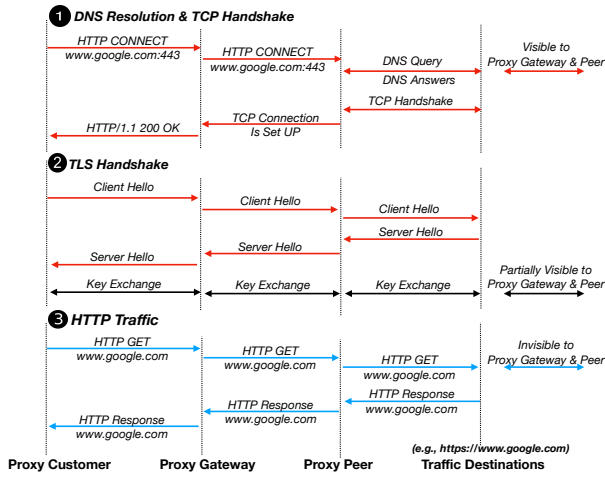 1 DNS Resolution & TCP Handshake
HTTP CONNECT
www.google.com:443
HTTP CONNECT
www.google.com:443
DNS Query
DNS Answers
Visible to
Proxy Gateway & Peer
TCP Handshake
TCP Connection
Is Set UP
HTTP/1.1 200 OK
2 TLS Handshake
Client Hello
Client Hello
Client Hello
Server Hello
Server Hello
Server Hello
Key Exchange
Key Exchange
Key Exchange
Partially Visible to
Proxy Gateway & Peer
3 HTTP Traffic
HTTP GET
www.google.com
HTTP GET
www.google.com
HTTP GET
www.google.com
Invisible to
Proxy Gateway & Peer
HTTP Response
www.google.com
HTTP Response
www.google.com
HTTP Response
www.google.com
(e.g., https://www.google.com)
Proxy Customer
Proxy Gateway
Proxy Peer
Traffic Destinations